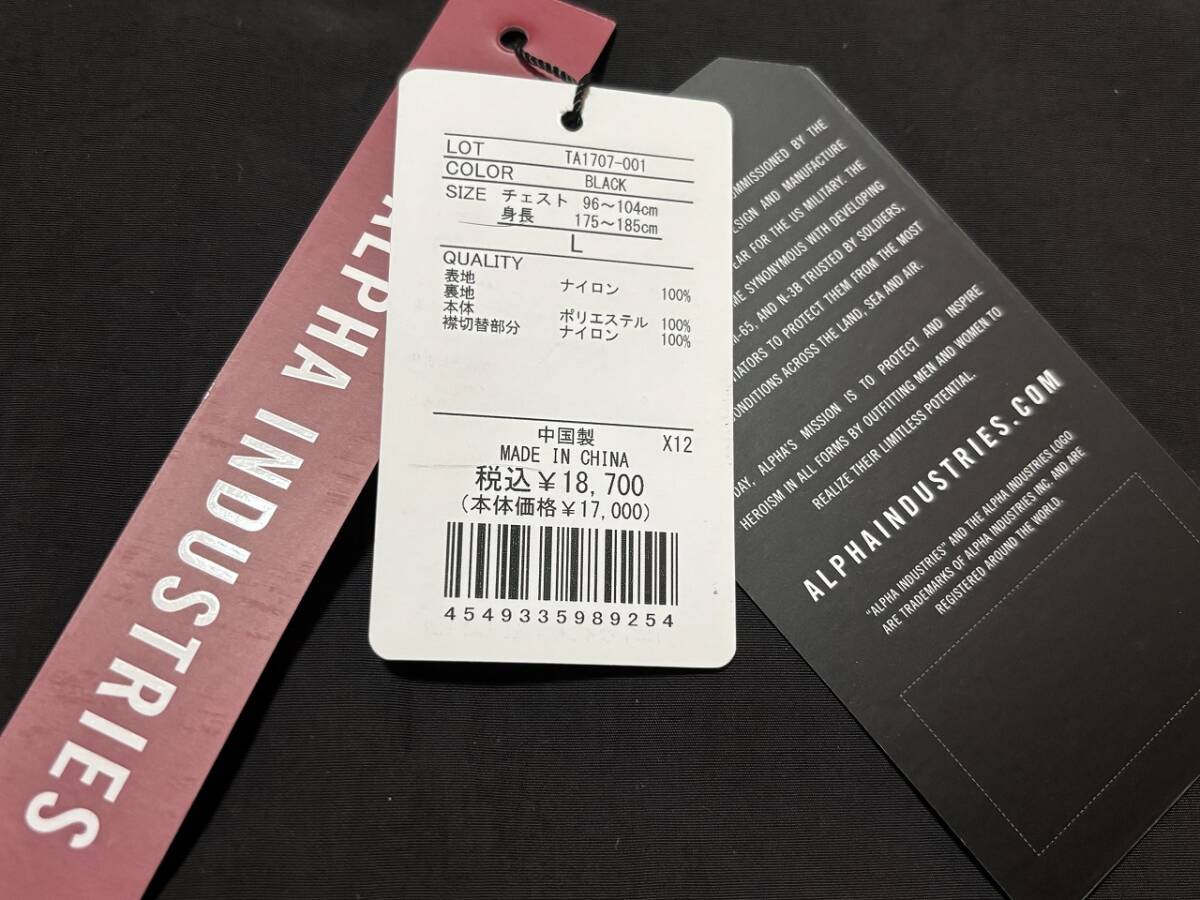 ALPHA INDUSTRIES
LOT TA1707-001
COLOR BLACK
SIZE チェスト 96～104cm
身長 175～185cm
L
QUALITY
表地 ナイロン 100%
裏地
本体 ポリエステル 100%
襟切替部分 ナイロン 100%
中国製 X12
MADE IN CHINA
税込￥18,700
(本体価格￥17,000)
4549335989254
BY THE
DESIGN AND MANUFACTURE
FOR THE US MILITARY. THE
SYNONYMOUS WITH DEVELOPING
M-65, AND N-3B TRUSTED BY SOLDIERS,
TO PROTECT THEM FROM THE MOST
CONDITIONS ACROSS THE LAND, SEA AND AIR.
ALPHA'S MISSION IS TO PROTECT AND INSPIRE
HEROISM IN ALL FORMS BY OUTFITTING MEN AND WOMEN TO
REALIZE THEIR LIMITLESS POTENTIAL.
ALPHAINDUSTRIES.COM
"ALPHA INDUSTRIES" AND THE ALPHA INDUSTRIES LOGO
ARE TRADEMARKS OF ALPHA INDUSTRIES INC. AND ARE
REGISTERED AROUND THE WORLD.